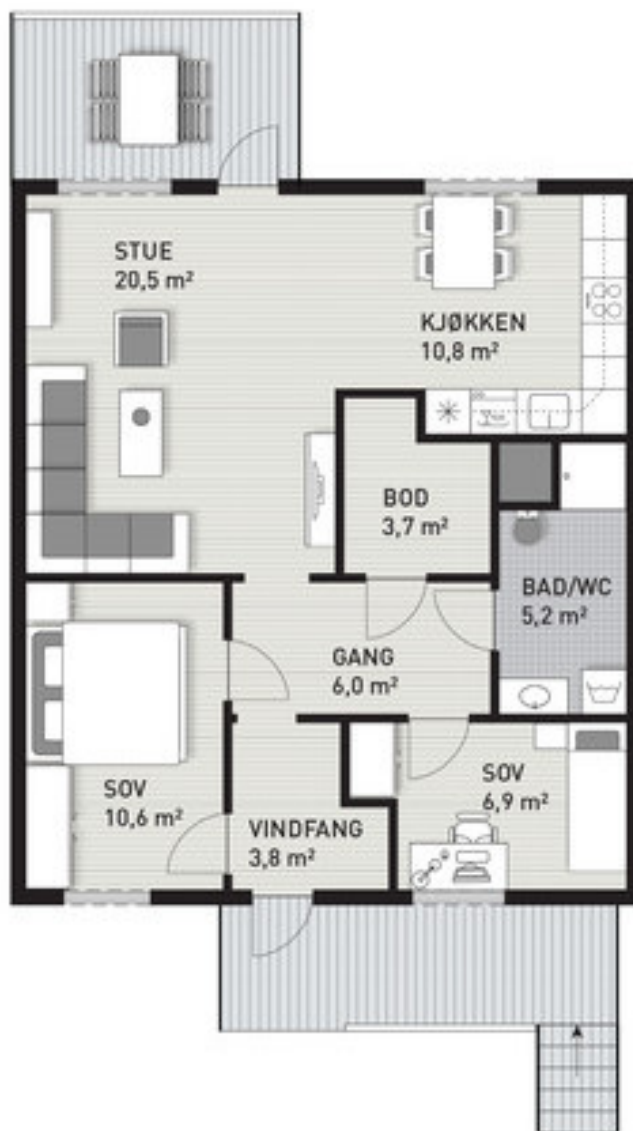 STUE
20,5 m²
KJØKKEN
10,8 m²
BOD
3,7 m²
BAD/WC
5,2 m²
GANG
6,0 m²
SOV
10,6 m²
SOV
6,9 m²
VINDFANG
3,8 m²